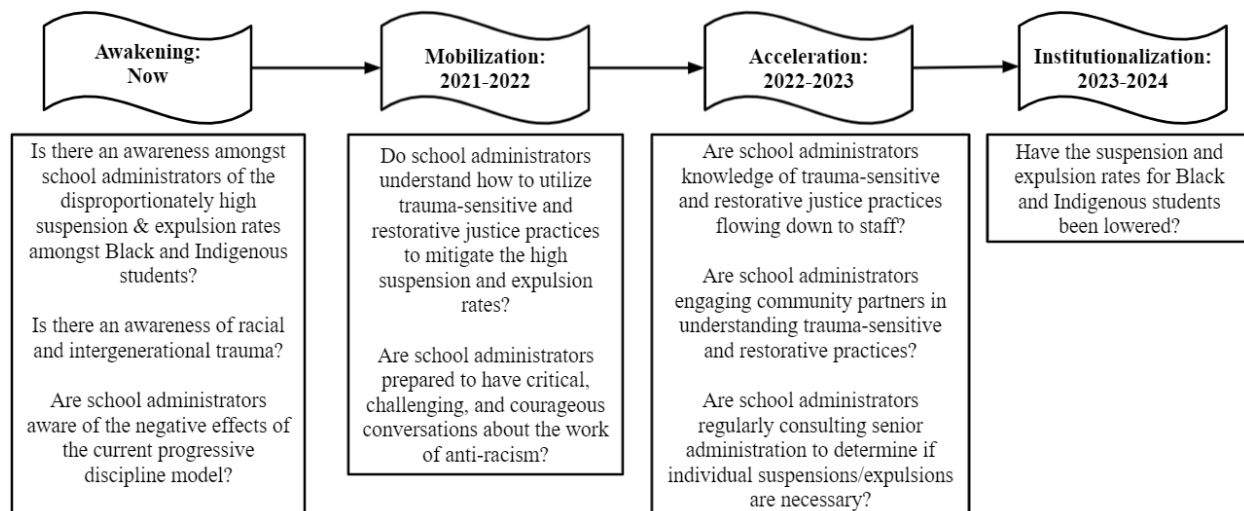 Awakening:
Now
Mobilization:
2021-2022
Acceleration:
2022-2023
Institutionalization:
2023-2024
Is there an awareness amongst
school administrators of the
disproportionately high
suspension & expulsion rates
amongst Black and Indigenous
students?
Is there an awareness of racial
and intergenerational trauma?
Are school administrators
aware of the negative effects of
the current progressive
discipline model?
Do school administrators
understand how to utilize
trauma-sensitive and
restorative justice practices
to mitigate the high
suspension and expulsion
rates?
Are school administrators
prepared to have critical,
challenging, and courageous
conversations about the work
of anti-racism?
Are school administrators
knowledge of trauma-sensitive
and restorative justice practices
flowing down to staff?
Are school administrators
engaging community partners in
understanding trauma-sensitive
and restorative practices?
Are school administrators
regularly consulting senior
administration to determine if
individual suspensions/expulsions
are necessary?
Have the suspension and
expulsion rates for Black
and Indigenous students
been lowered?